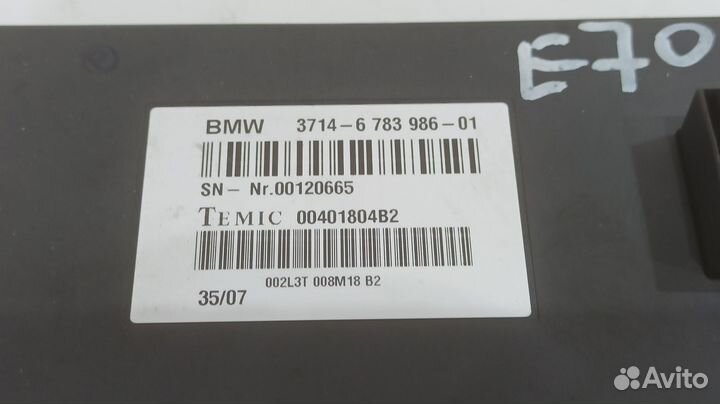 E70
BMW 3714-6 783 986-01
SN- Nr.00120665
TEMIC 00401804B2
002L3T 008M18 B2
35/07
Avito